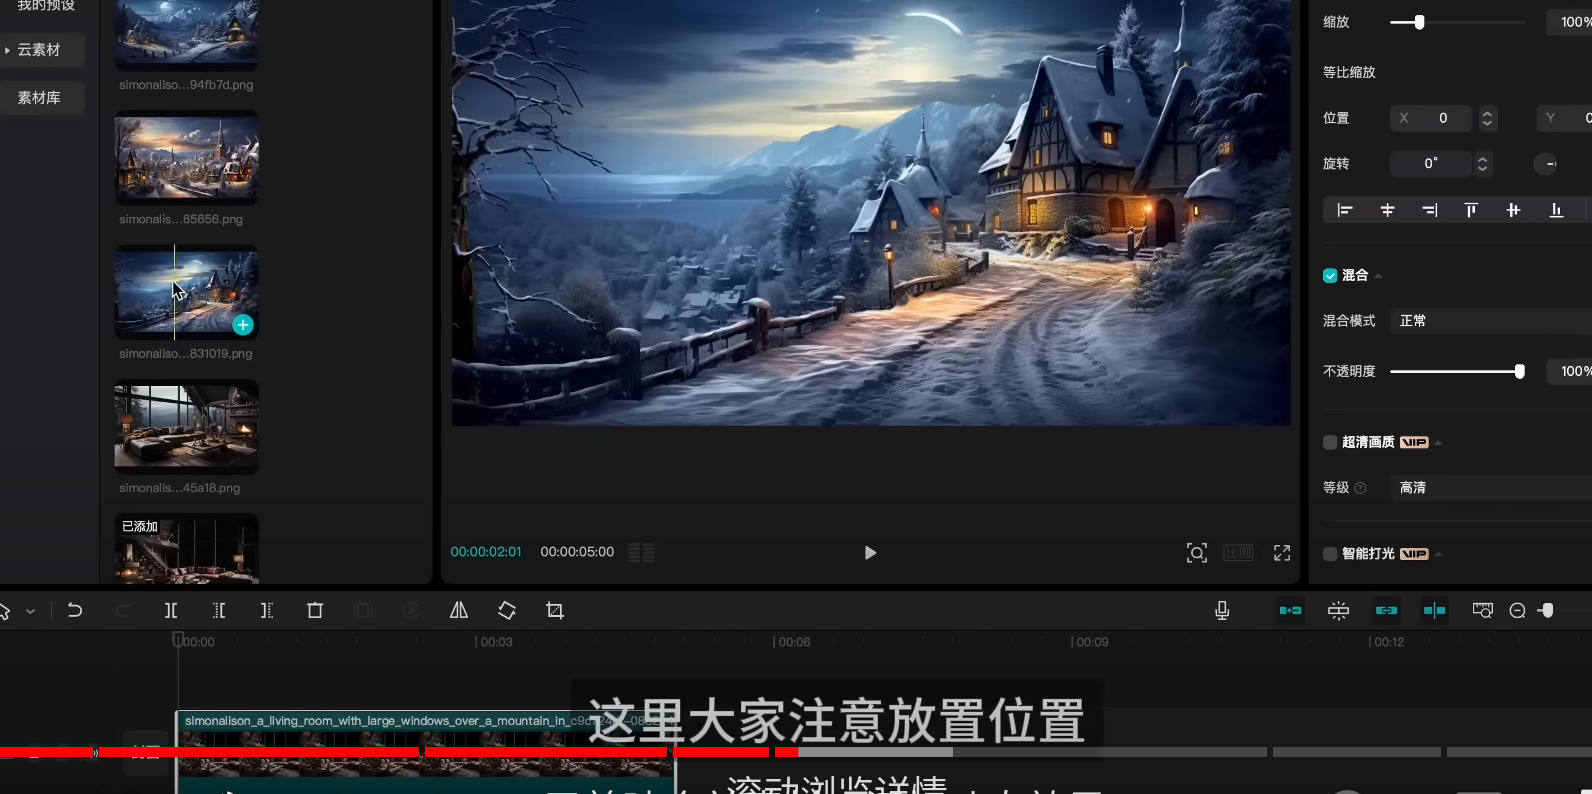 我的预设
云素材
素材库
simonaliso...94fb7d.png
simonalis...65656.png
simonaliso...831019.png
simonalis...45a18.png
已添加
00:00:02:01
00:00:05:00
比例
缩放
100%
等比缩放
位置
X 0
Y 0
旋转
0°
混合
混合模式
正常
不透明度
100%
超清画质 VIP
等级
高清
智能打光 VIP
00:00
00:03
00:06
00:09
00:12
simonalison_a_living_room_with_large_windows_over_a_mountain_in_c9d
这里大家注意放置位置
封面
滚动浏览详情